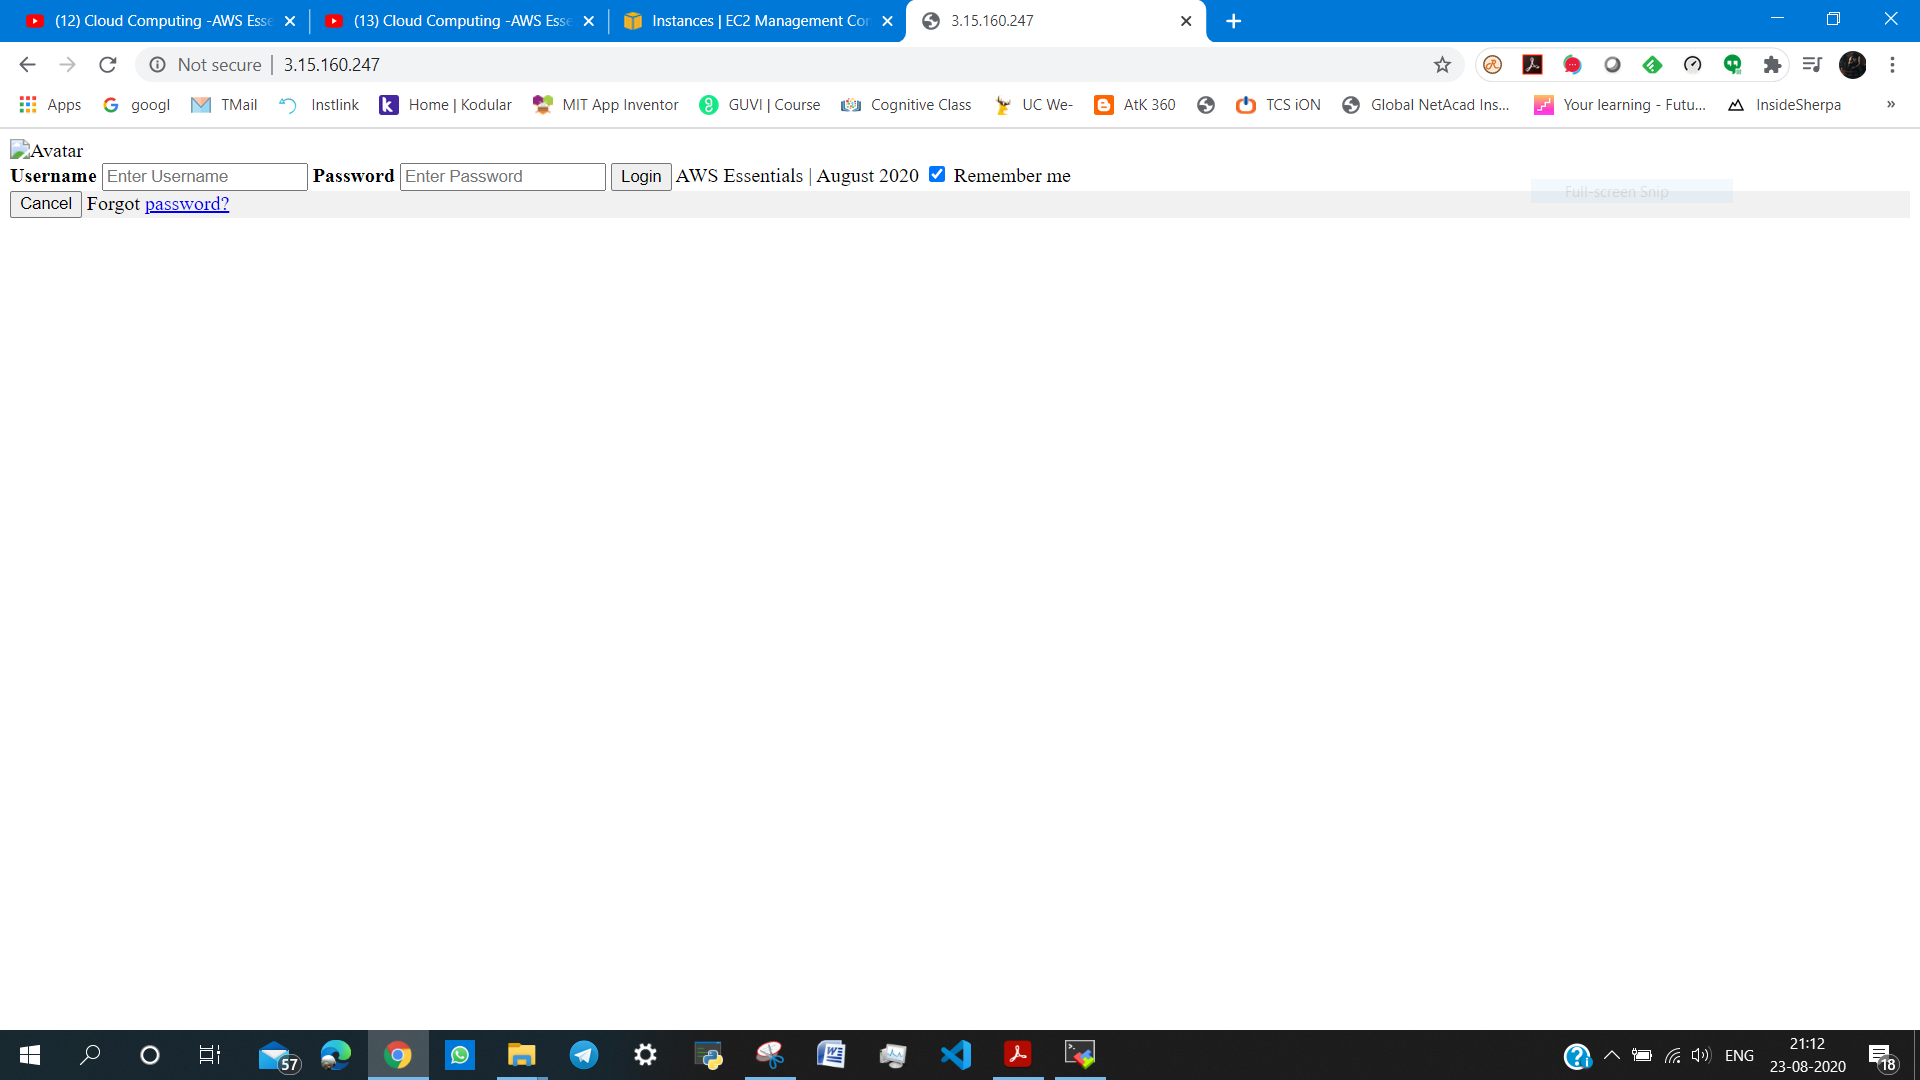 (12) Cloud Computing -AWS Esse
(13) Cloud Computing -AWS Esse
Instances | EC2 Management Con
3.15.160.247
Not secure | 3.15.160.247
Apps googl TMail Instlink Home | Kodular MIT App Inventor GUVI | Course Cognitive Class UC We- AtK 360 TCS iON Global NetAcad Ins... Your learning - Futu... InsideSherpa »
Avatar
Username Enter Username Password Enter Password Login AWS Essentials | August 2020 Remember me
Full-screen Snip
Cancel Forgot password?
57
ENG
21:12
23-08-2020
18